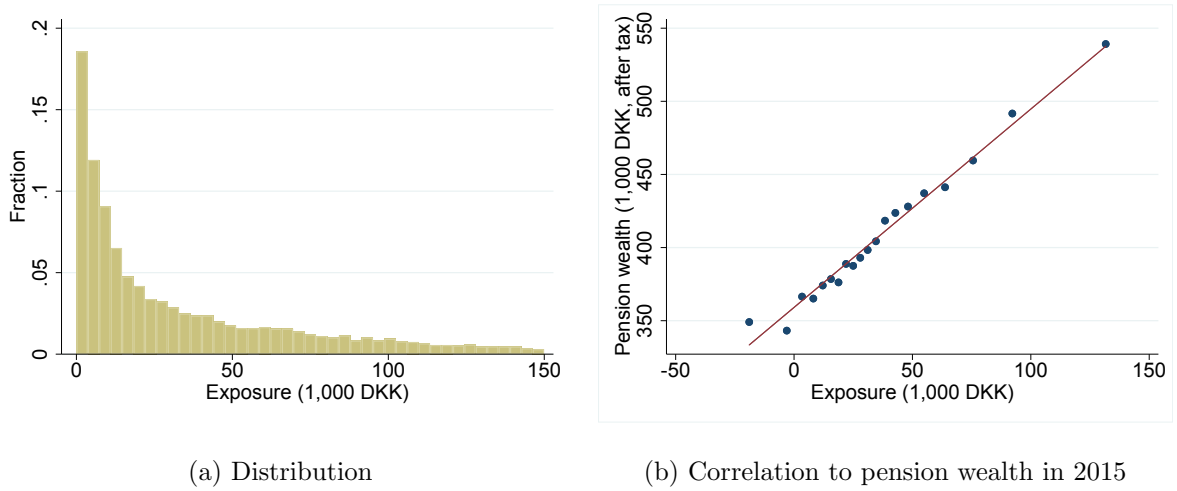 .2
.15
.1
.05
0
Fraction
0 50 100 150
Exposure (1,000 DKK)
(a) Distribution
550
500
450
400
350
Pension wealth (1,000 DKK, after tax)
-50 0 50 100 150
Exposure (1,000 DKK)
(b) Correlation to pension wealth in 2015